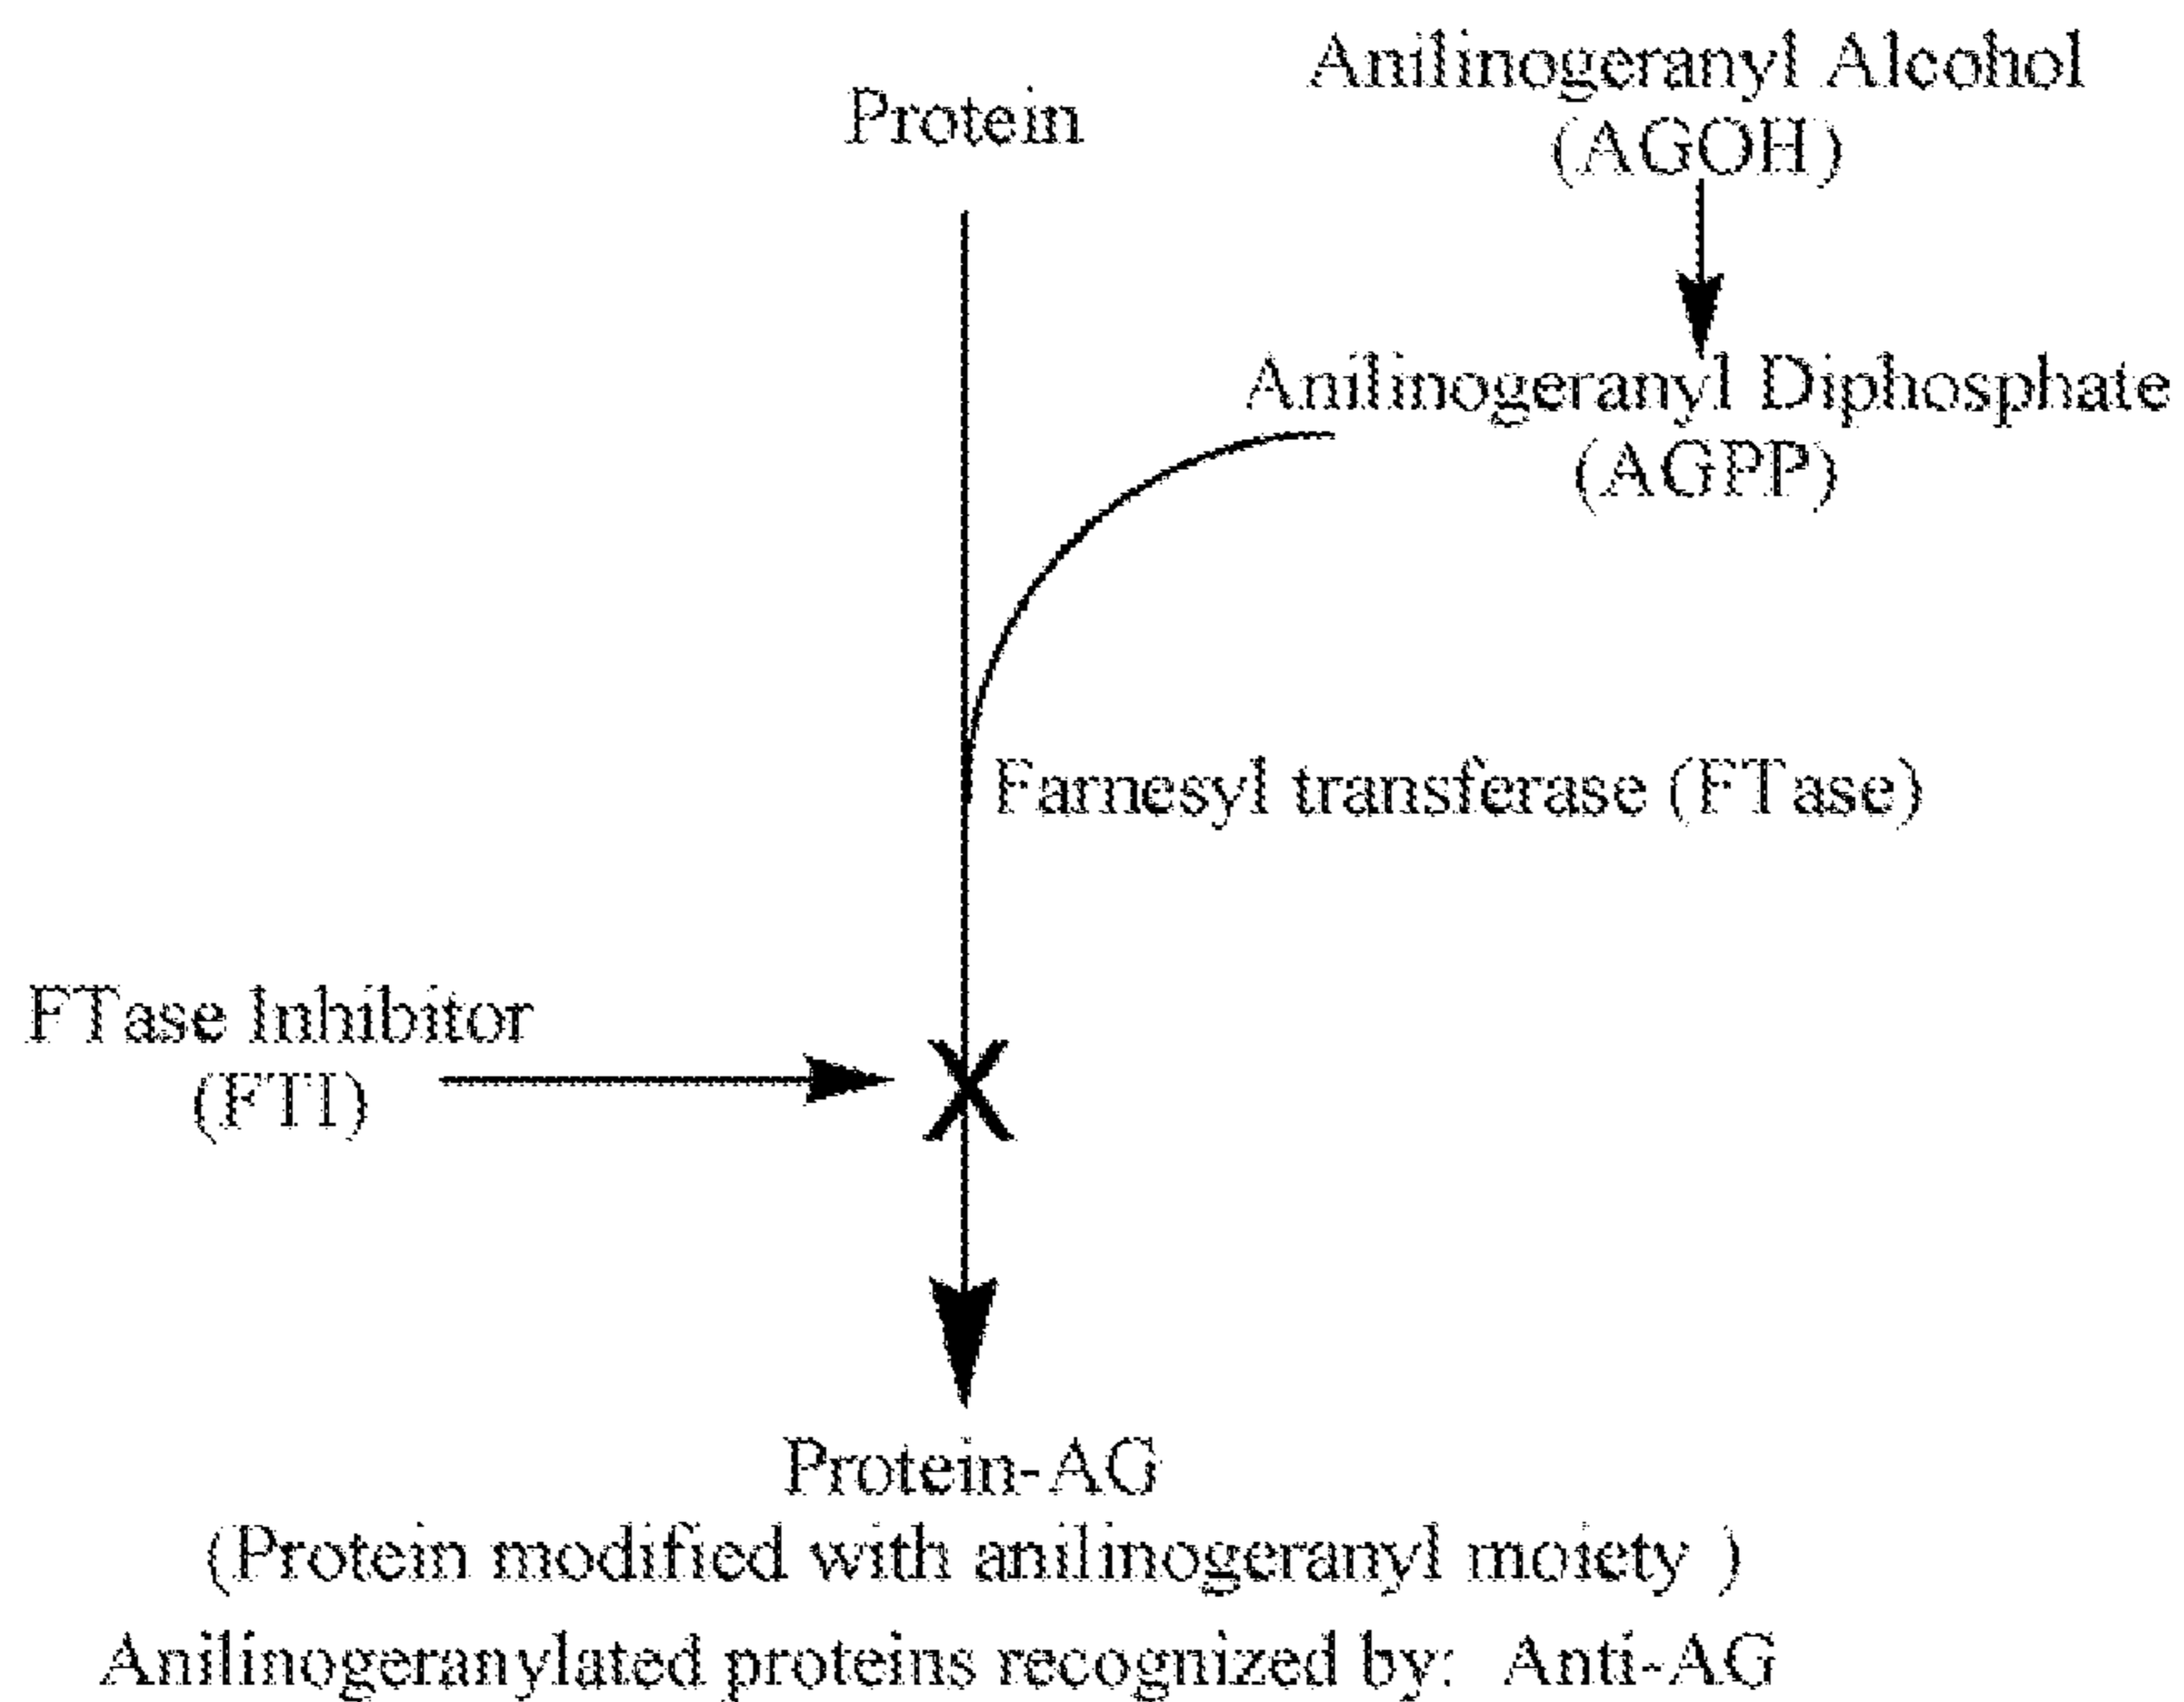 Anilinogeranyl Alcohol
(AGOH)
Protein
Anilinogeranyl Diphosphate
(AGPP)
Farnesyl transferase (FTase)
FTase Inhibitor
(FTI)
X
Protein-AG
(Protein modified with anilinogeranyl moiety )
Anilinogeranylated proteins recognized by: Anti-AG